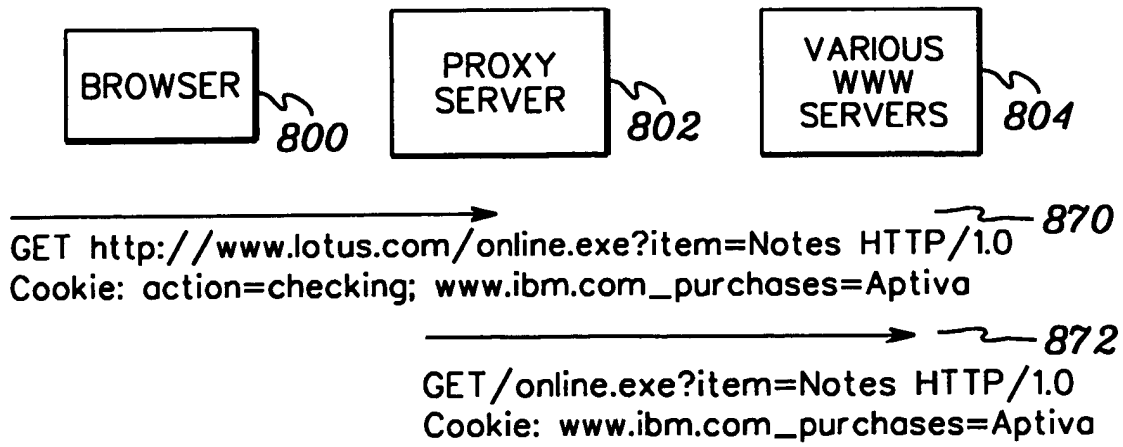 BROWSER
800
PROXY
SERVER
802
VARIOUS
WWW
SERVERS
804
870
GET http://www.lotus.com/online.exe?item=Notes HTTP/1.0
Cookie: action=checking; www.ibm.com_purchases=Aptiva
872
GET/online.exe?item=Notes HTTP/1.0
Cookie: www.ibm.com_purchases=Aptiva